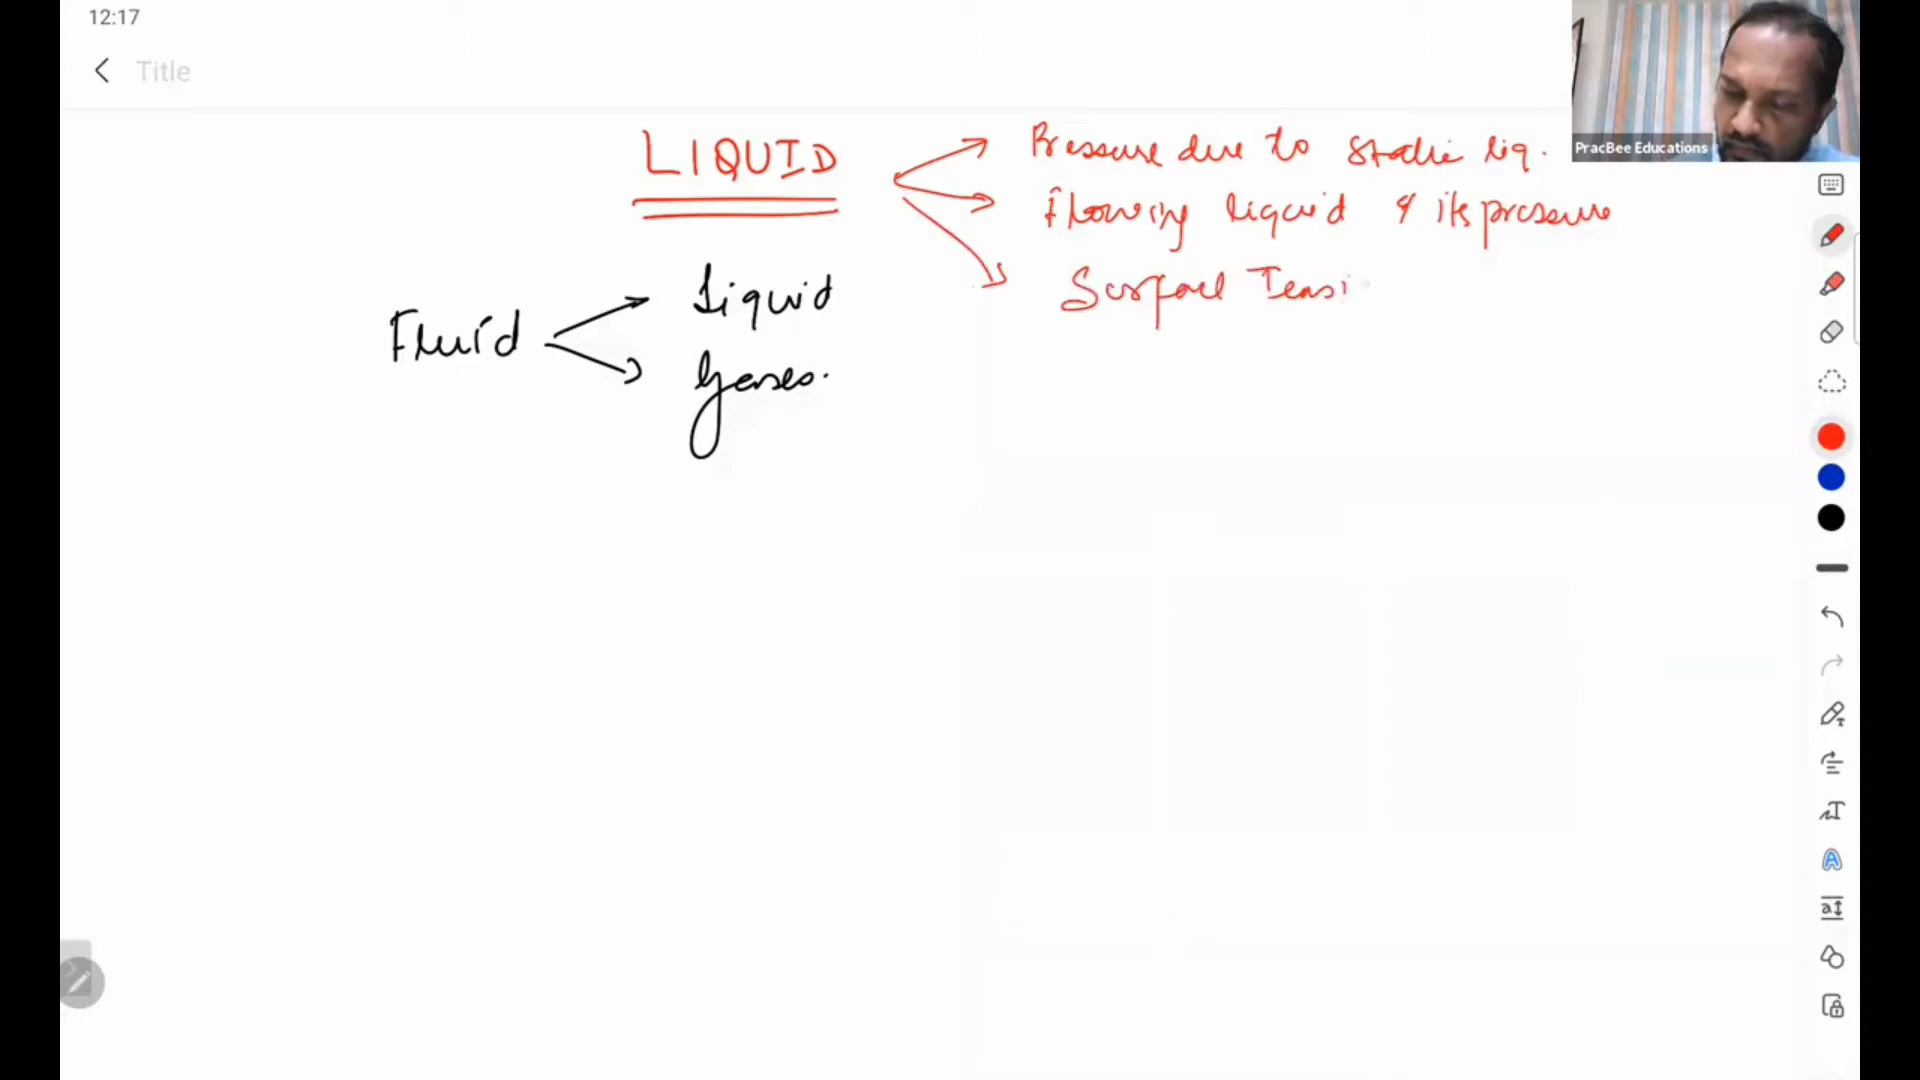 12:17
Title
PracBee Educations
LIQUID
Pressure due to static liq.
Flowing liquid & its pressure
Surface Tensi
Fluid
Liquid
Gases.